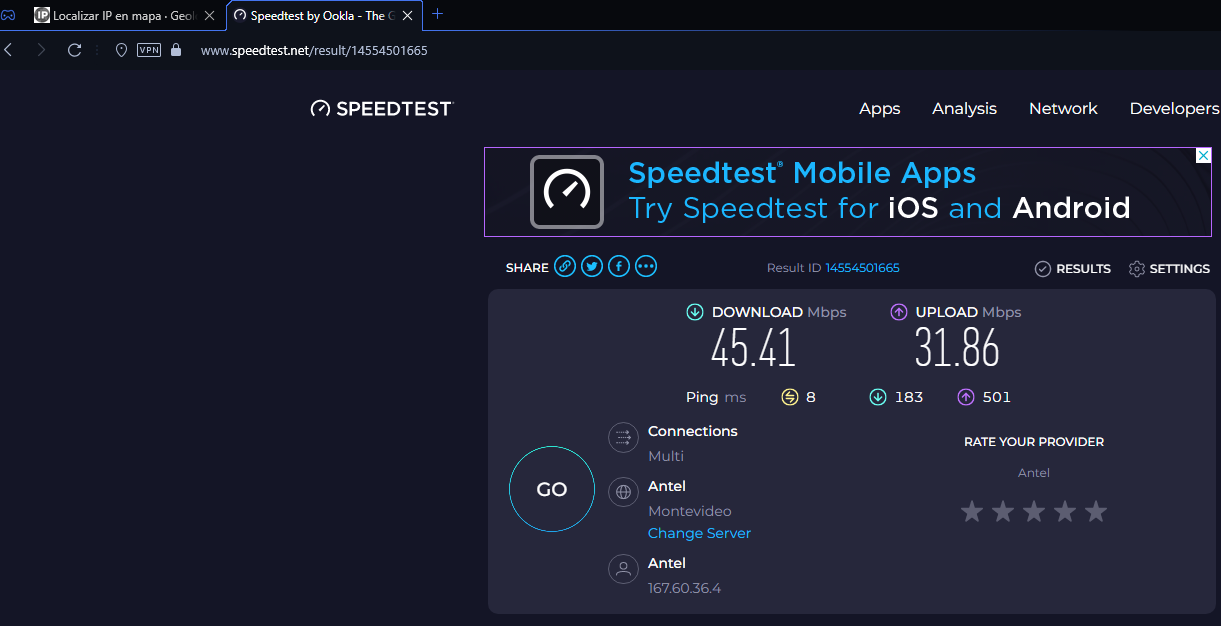 Localizar IP en mapa · Geol
Speedtest by Ookla - The G
VPN
www.speedtest.net/result/14554501665
SPEEDTEST
Apps Analysis Network Developers
Speedtest® Mobile Apps
Try Speedtest for iOS and Android
SHARE
Result ID 14554501665
RESULTS SETTINGS
DOWNLOAD Mbps
45.41
UPLOAD Mbps
31.86
Ping ms 8 183 501
Connections
Multi
GO
Antel
Montevideo
Change Server
Antel
167.60.36.4
RATE YOUR PROVIDER
Antel